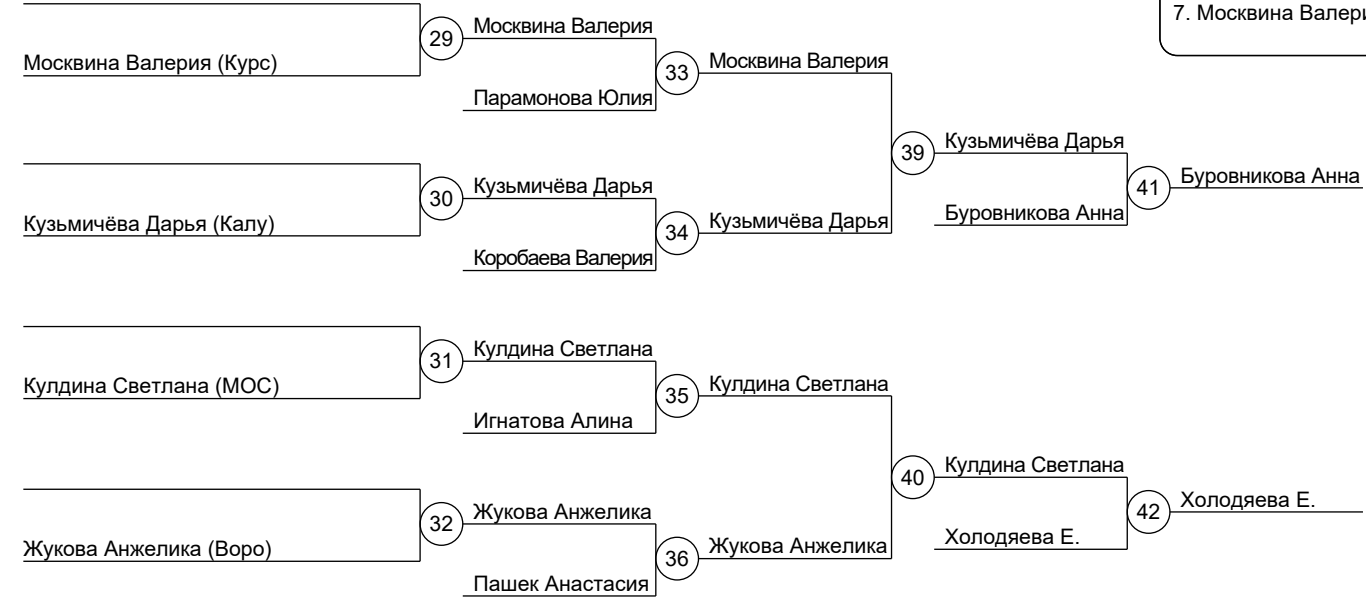 7. Москвина Валери
Москвина Валерия (Курс)
29
Москвина Валерия
Парамонова Юлия
33
Москвина Валерия
Кузьмичёва Дарья (Калу)
30
Кузьмичёва Дарья
Коробаева Валерия
34
Кузьмичёва Дарья
39
Кузьмичёва Дарья
Буровникова Анна
41
Буровникова Анна
Кулдина Светлана (МОС)
31
Кулдина Светлана
Игнатова Алина
35
Кулдина Светлана
Жукова Анжелика (Воро)
32
Жукова Анжелика
Пашек Анастасия
36
Жукова Анжелика
40
Кулдина Светлана
Холодяева Е.
42
Холодяева Е.